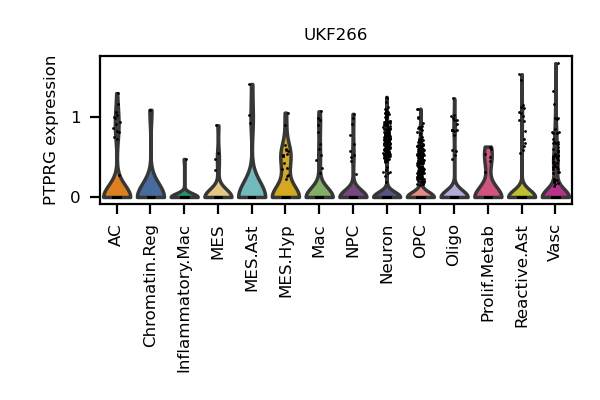 UKF266
PTPRG expression
1
0
AC
Chromatin.Reg
Inflammatory.Mac
MES
MES.Ast
MES.Hyp
Mac
NPC
Neuron
OPC
Oligo
Prolif.Metab
Reactive.Ast
Vasc